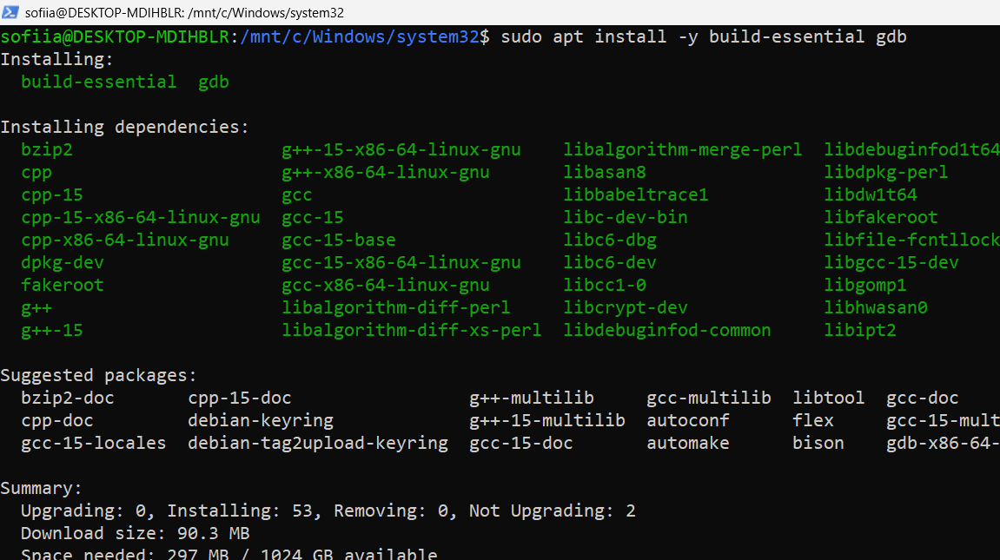 sofiia@DESKTOP-MDIHBLR: /mnt/c/Windows/system32
sofiia@DESKTOP-MDIHBLR:/mnt/c/Windows/system32$ sudo apt install -y build-essential gdb
Installing:
build-essential gdb
Installing dependencies:
bzip2 g++-15-x86-64-linux-gnu libalgorithm-merge-perl libdebuginfod1t64
cpp g++-x86-64-linux-gnu libasan8 libdpkg-perl
cpp-15 gcc libbabeltrace1 libdw1t64
cpp-15-x86-64-linux-gnu gcc-15 libc-dev-bin libfakeroot
cpp-x86-64-linux-gnu gcc-15-base libc6-dbg libfile-fcntllock
dpkg-dev gcc-15-x86-64-linux-gnu libc6-dev libgcc-15-dev
fakeroot gcc-x86-64-linux-gnu libcc1-0 libgomp1
g++ libalgorithm-diff-perl libcrypt-dev libhwasan0
g++-15 libalgorithm-diff-xs-perl libdebuginfod-common libipt2
Suggested packages:
bzip2-doc cpp-15-doc g++-multilib gcc-multilib libtool gcc-doc
cpp-doc debian-keyring g++-15-multilib autoconf flex gcc-15-mult
gcc-15-locales debian-tag2upload-keyring gcc-15-doc automake bison gdb-x86-64-
Summary:
Upgrading: 0, Installing: 53, Removing: 0, Not Upgrading: 2
Download size: 90.3 MB
Space needed: 297 MB / 1024 GB available